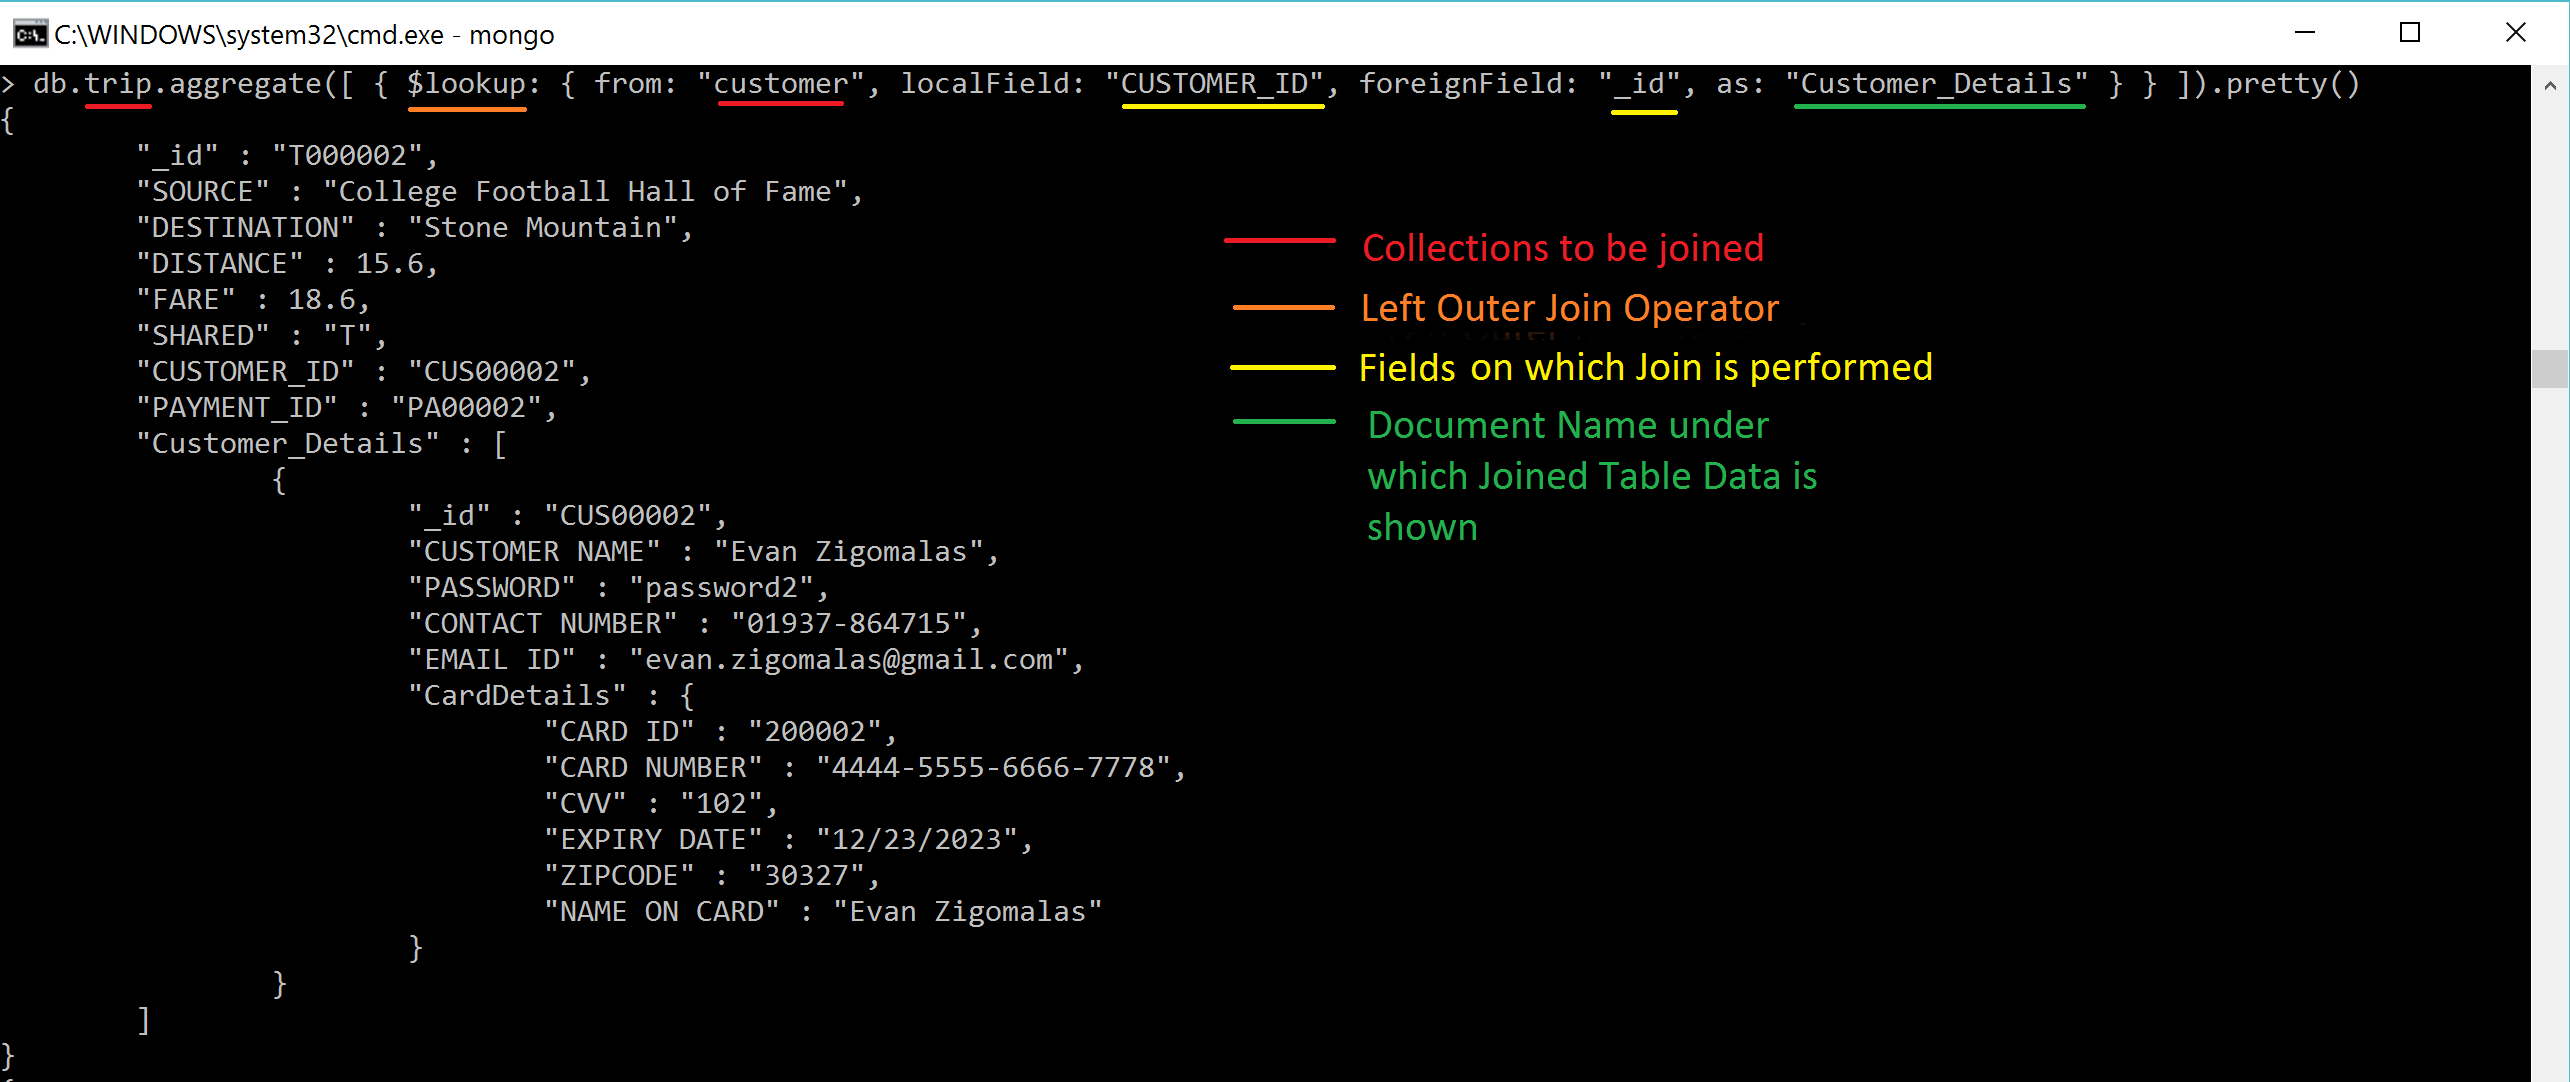 C:\WINDOWS\system32\cmd.exe - mongo
> db.trip.aggregate([ { $lookup: { from: "customer", localField: "CUSTOMER_ID", foreignField: "_id", as: "Customer_Details" } } ]).pretty()
{
"_id" : "T000002",
"SOURCE" : "College Football Hall of Fame",
"DESTINATION" : "Stone Mountain",
"DISTANCE" : 15.6,
"FARE" : 18.6,
"SHARED" : "T",
"CUSTOMER_ID" : "CUS00002",
"PAYMENT_ID" : "PA00002",
"Customer_Details" : [
{
"_id" : "CUS00002",
"CUSTOMER NAME" : "Evan Zigomalas",
"PASSWORD" : "password2",
"CONTACT NUMBER" : "01937-864715",
"EMAIL ID" : "evan.zigomalas@gmail.com",
"CardDetails" : {
"CARD ID" : "200002",
"CARD NUMBER" : "4444-5555-6666-7778",
"CVV" : "102",
"EXPIRY DATE" : "12/23/2023",
"ZIPCODE" : "30327",
"NAME ON CARD" : "Evan Zigomalas"
}
}
]
}
Collections to be joined
Left Outer Join Operator
Fields on which Join is performed
Document Name under
which Joined Table Data is
shown